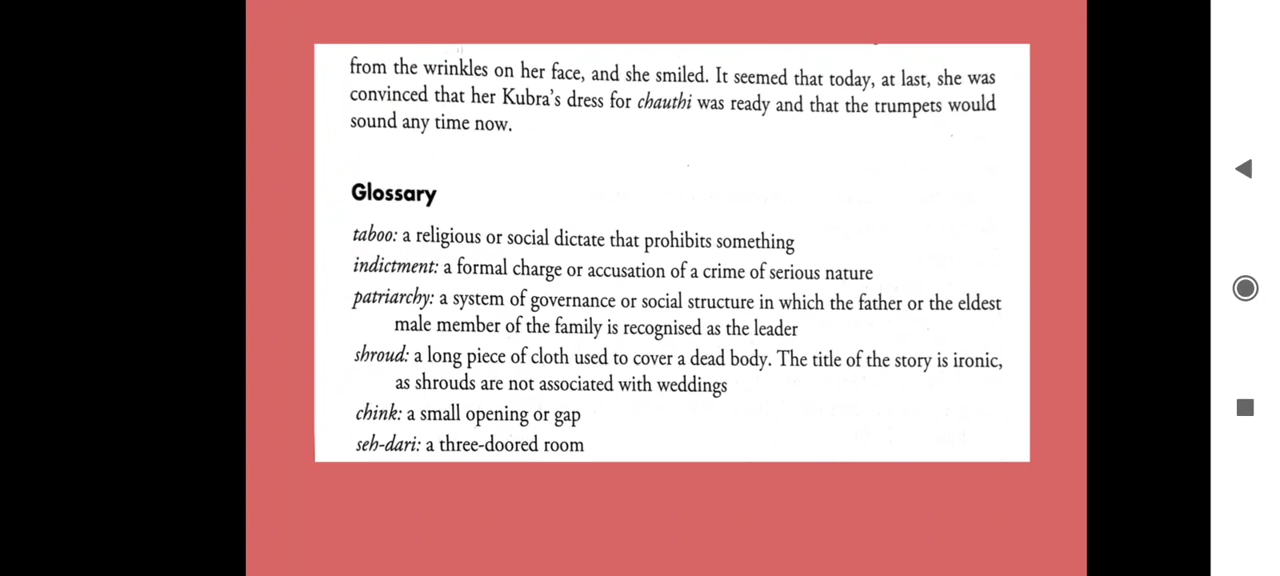 from the wrinkles on her face, and she smiled. It seemed that today, at last, she was
convinced that her Kubra's dress for chauthi was ready and that the trumpets would
sound any time now.
Glossary
taboo: a religious or social dictate that prohibits something
indictment: a formal charge or accusation of a crime of serious nature
patriarchy: a system of governance or social structure in which the father or the eldest
male member of the family is recognised as the leader
shroud: a long piece of cloth used to cover a dead body. The title of the story is ironic,
as shrouds are not associated with weddings
chink: a small opening or gap
seh-dari: a three-doored room